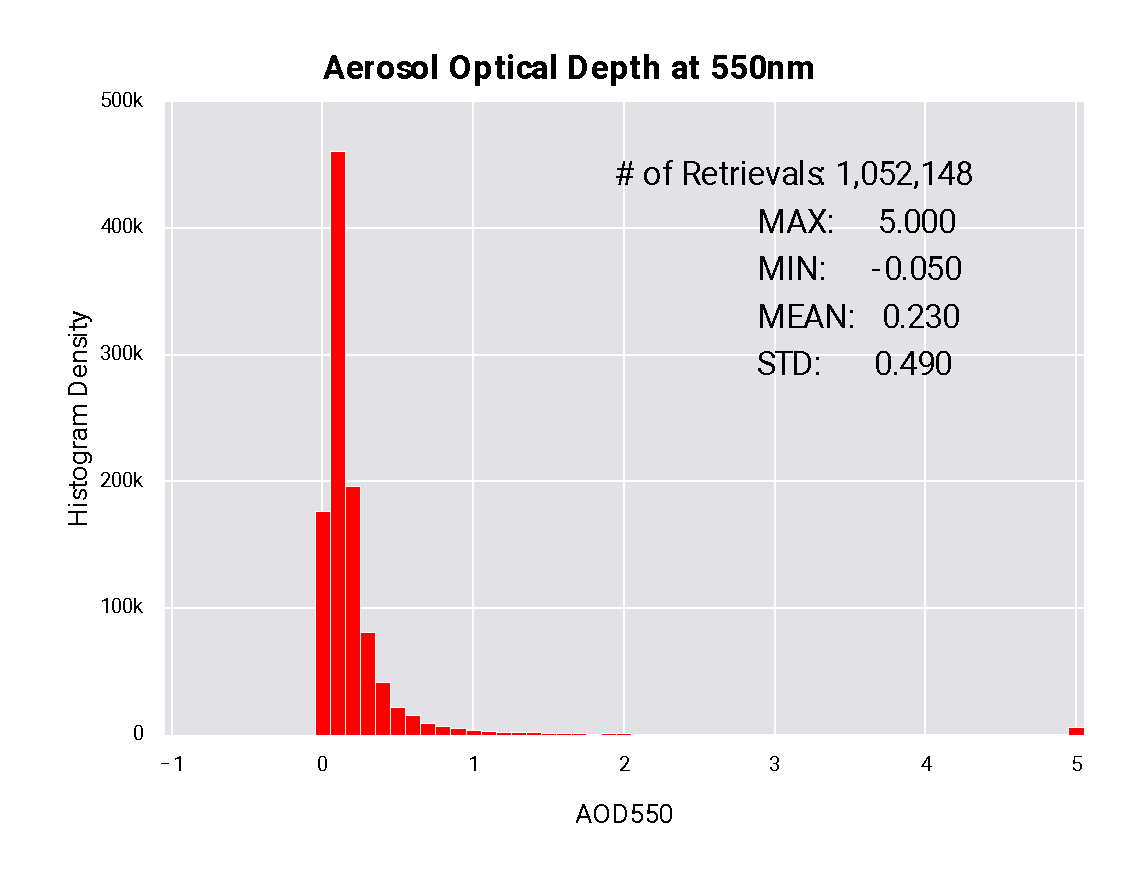 Aerosol Optical Depth at 550nm
500k
400k
300k
200k
100k
0
Histogram Density
# of Retrievals: 1,052,148
MAX: 5.000
MIN: -0.050
MEAN: 0.230
STD: 0.490
−1 0 1 2 3 4 5
AOD550